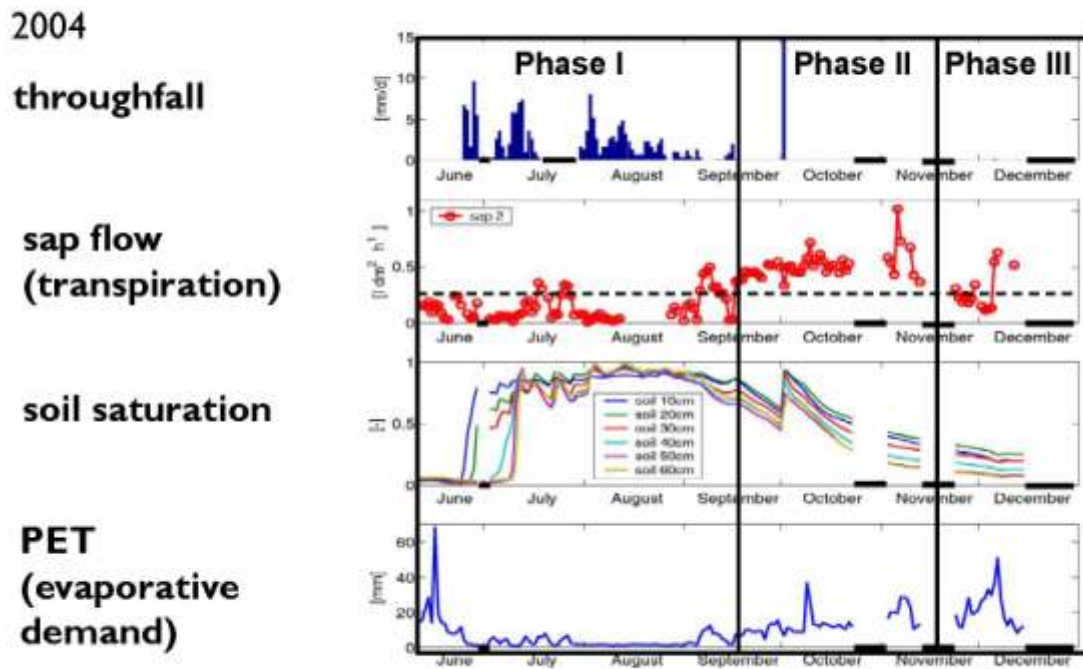 2004
throughfall
[mm/d]
15
10
5
0
Phase I
Phase II
Phase III
June July August September October November December
sap flow
(transpiration)
[l dm² h¹]
1
0.5
0
sap 2
June July August September October November December
soil saturation
[-]
1
0.5
0
soil 10cm
soil 20cm
soil 30cm
soil 40cm
soil 50cm
soil 60cm
June July August September October November December
PET
(evaporative
demand)
[mm]
60
40
20
0
June July August September October November December